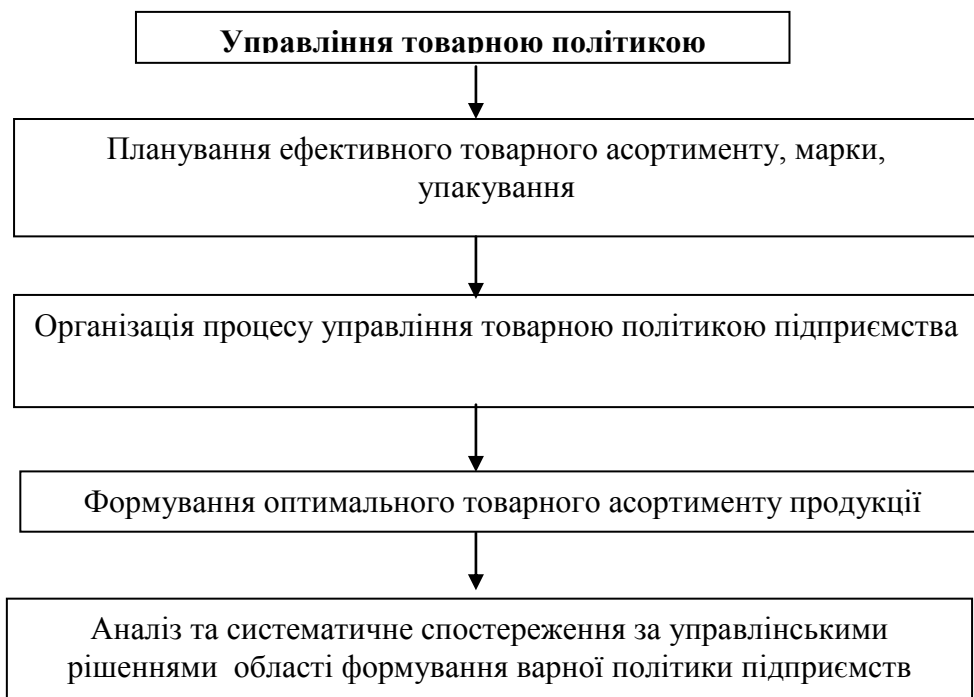 Управління товарною політикою
Планування ефективного товарного асортименту, марки,
упакування
Організація процесу управління товарною політикою підприємства
Формування оптимального товарного асортименту продукції
Аналіз та систематичне спостереження за управлінськими
рішеннями області формування варної політики підприємств